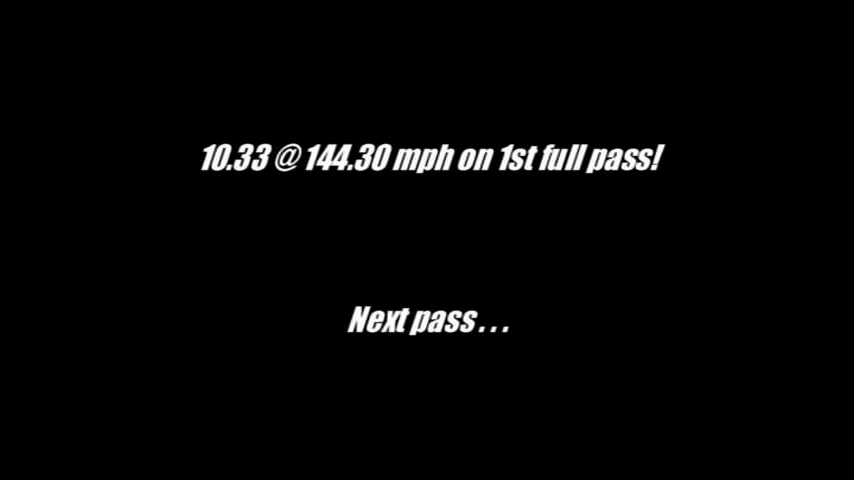 10.33 @ 144.30 mph on 1st full pass!
Next pass . . .